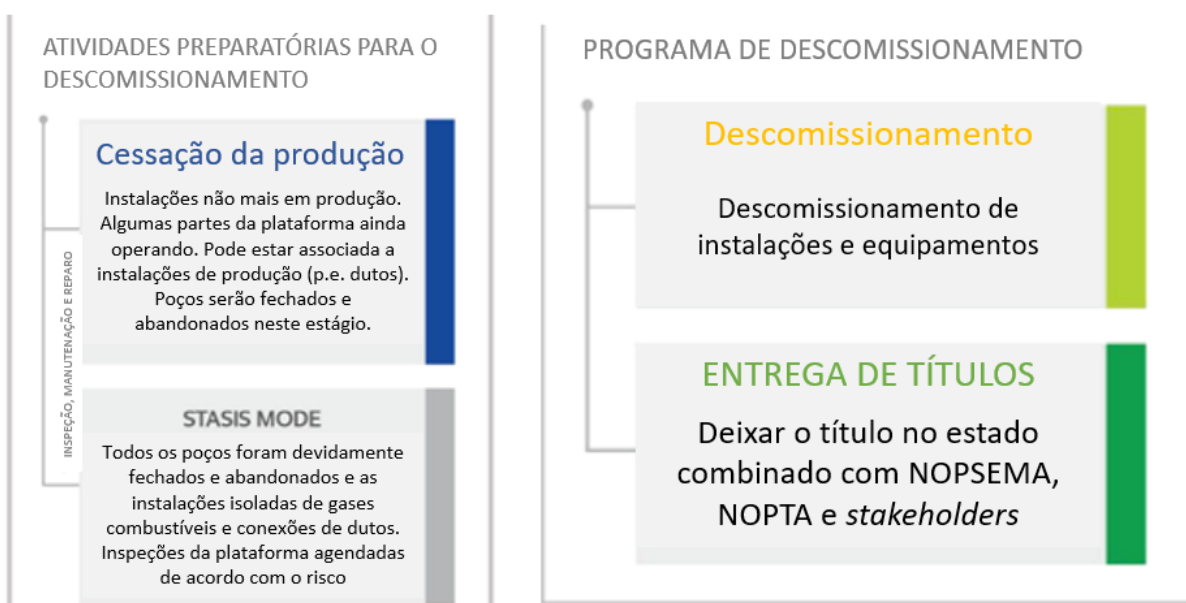 ATIVIDADES PREPARATÓRIAS PARA O
DESCOMISSIONAMENTO
Cessação da produção
Instalações não mais em produção.
Algumas partes da plataforma ainda
operando. Pode estar associada a
instalações de produção (p.e. dutos).
Poços serão fechados e
abandonados neste estágio.
INSPEÇÃO, MANUTENAÇÃO E REPARO
STASIS MODE
Todos os poços foram devidamente
fechados e abandonados e as
instalações isoladas de gases
combustíveis e conexões de dutos.
Inspeções da plataforma agendadas
de acordo com o risco
PROGRAMA DE DESCOMISSIONAMENTO
Descomissionamento
Descomissionamento de
instalações e equipamentos
ENTREGA DE TÍTULOS
Deixar o título no estado
combinado com NOPSEMA,
NOPTA e stakeholders